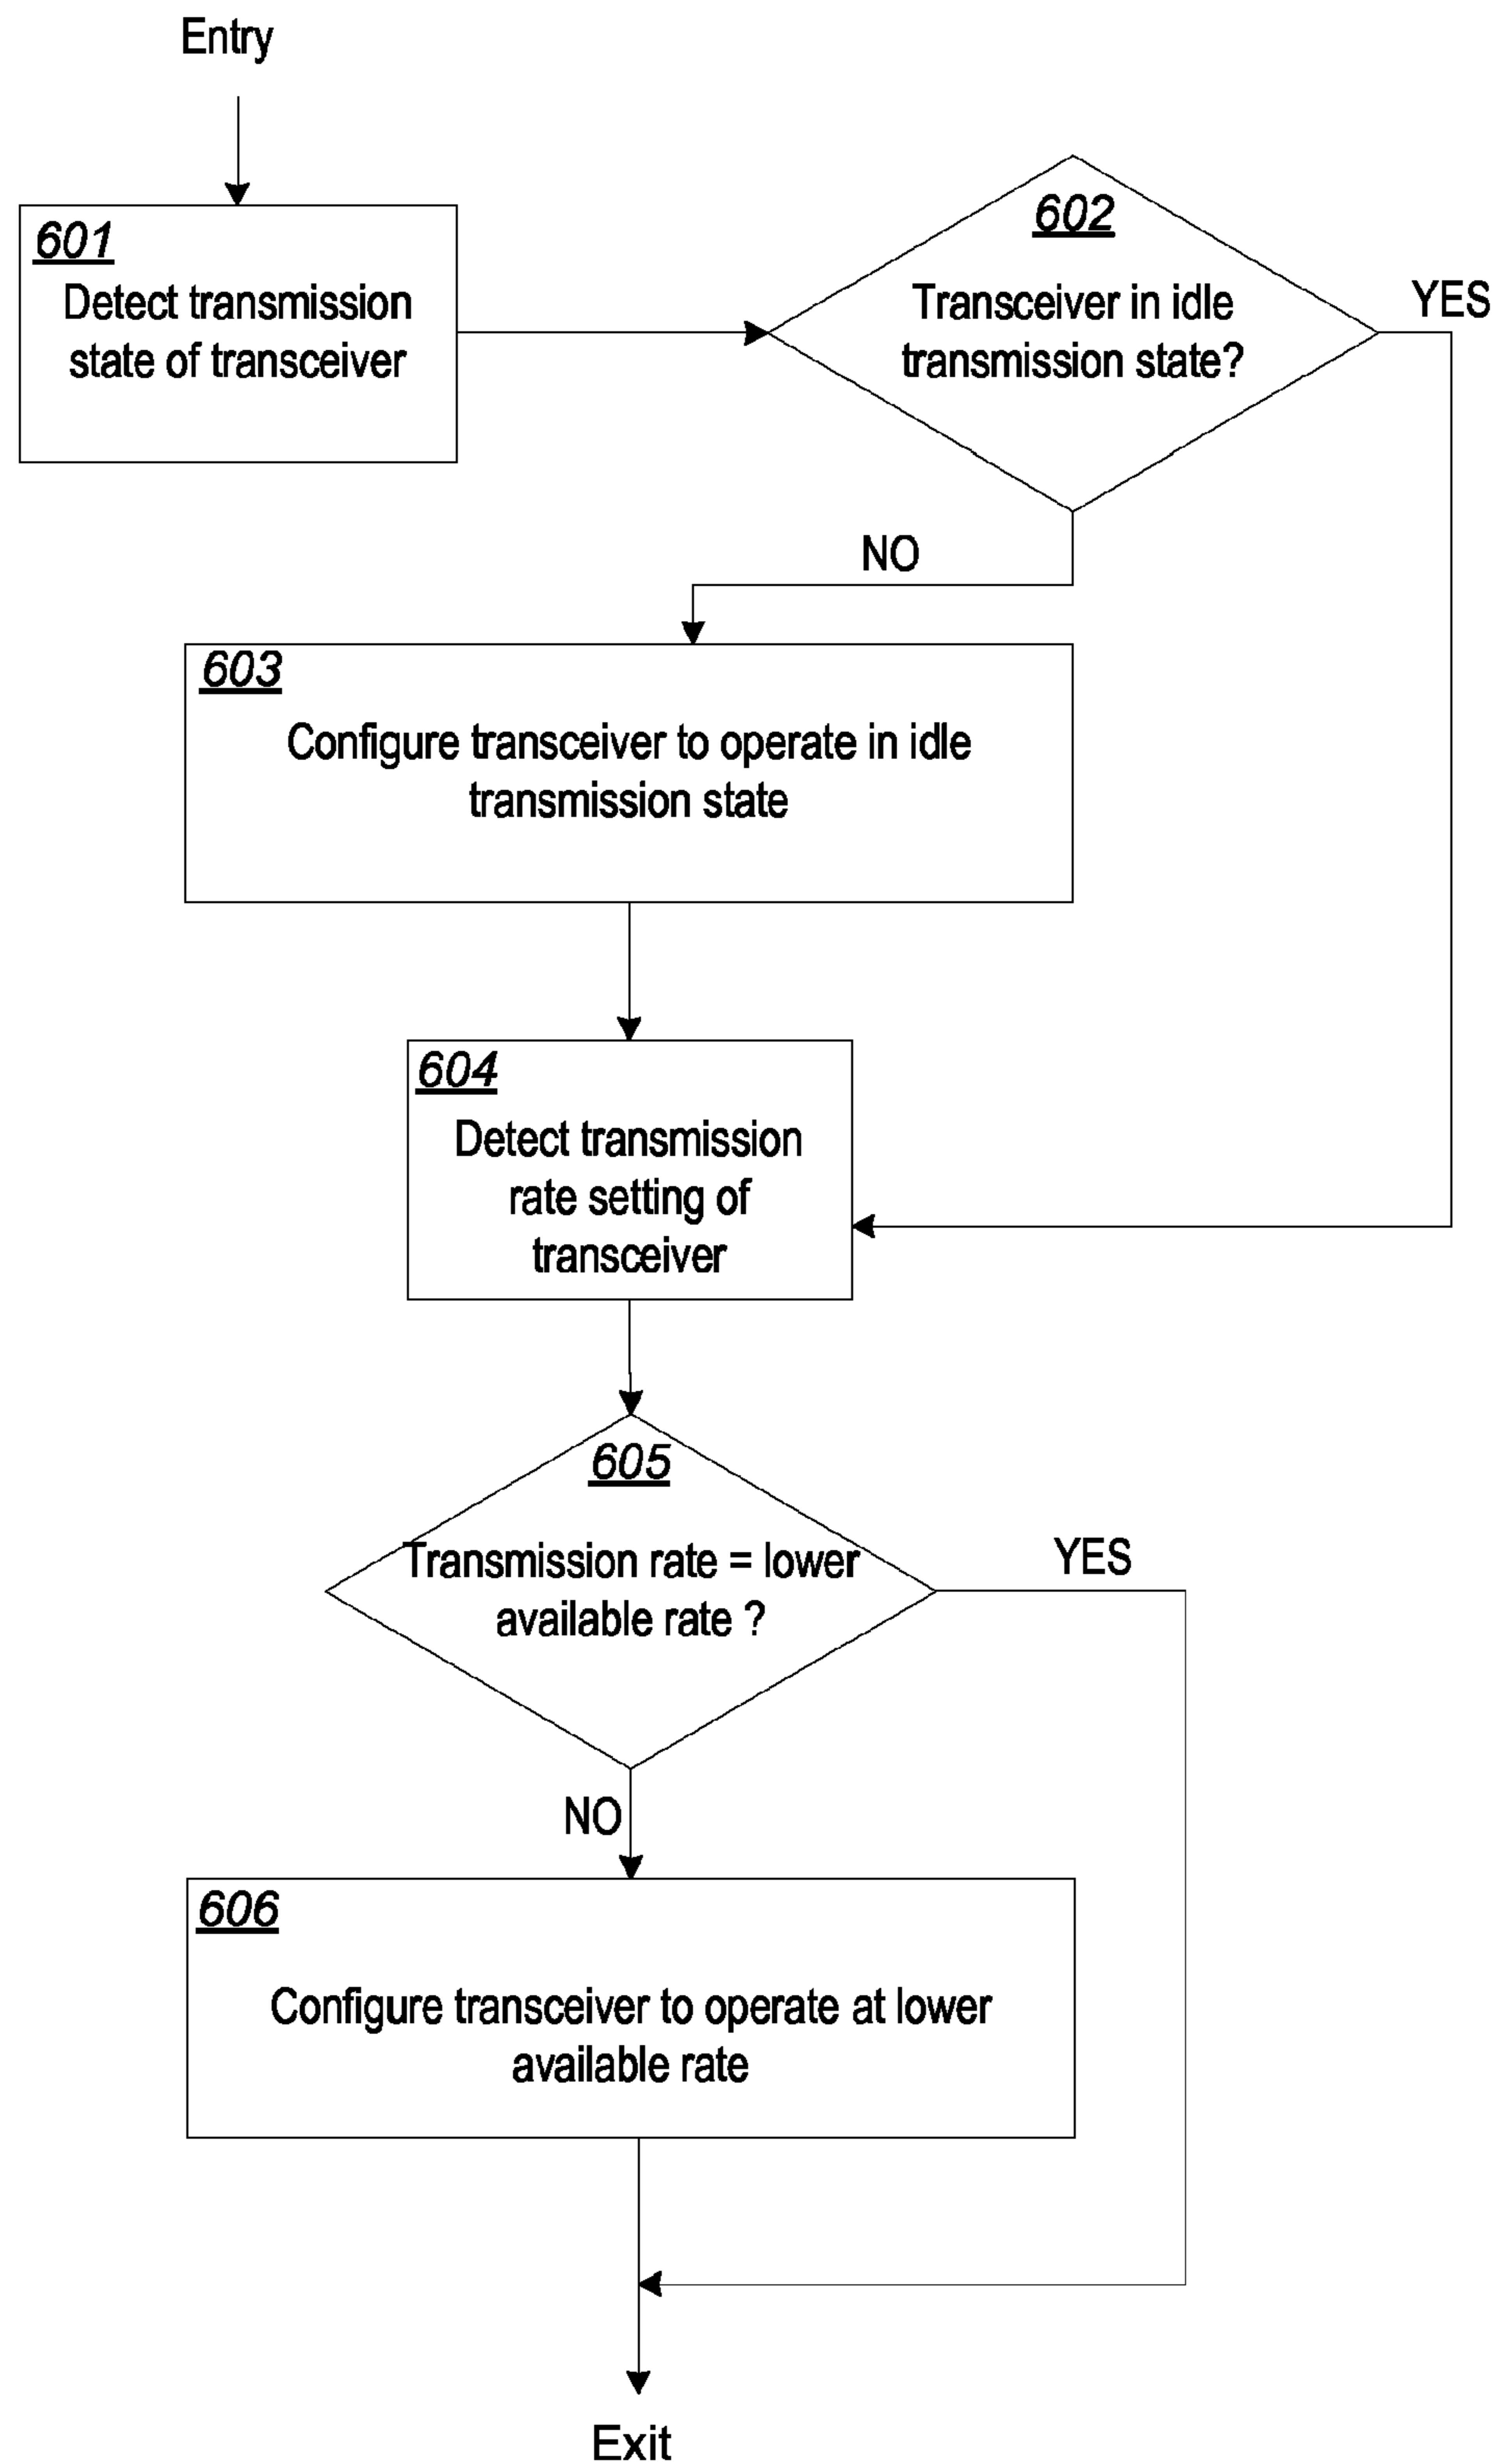 Entry
601
Detect transmission
state of transceiver
602
Transceiver in idle
transmission state?
YES
NO
603
Configure transceiver to operate in idle
transmission state
604
Detect transmission
rate setting of
transceiver
605
Transmission rate = lower
available rate ?
YES
NO
606
Configure transceiver to operate at lower
available rate
Exit